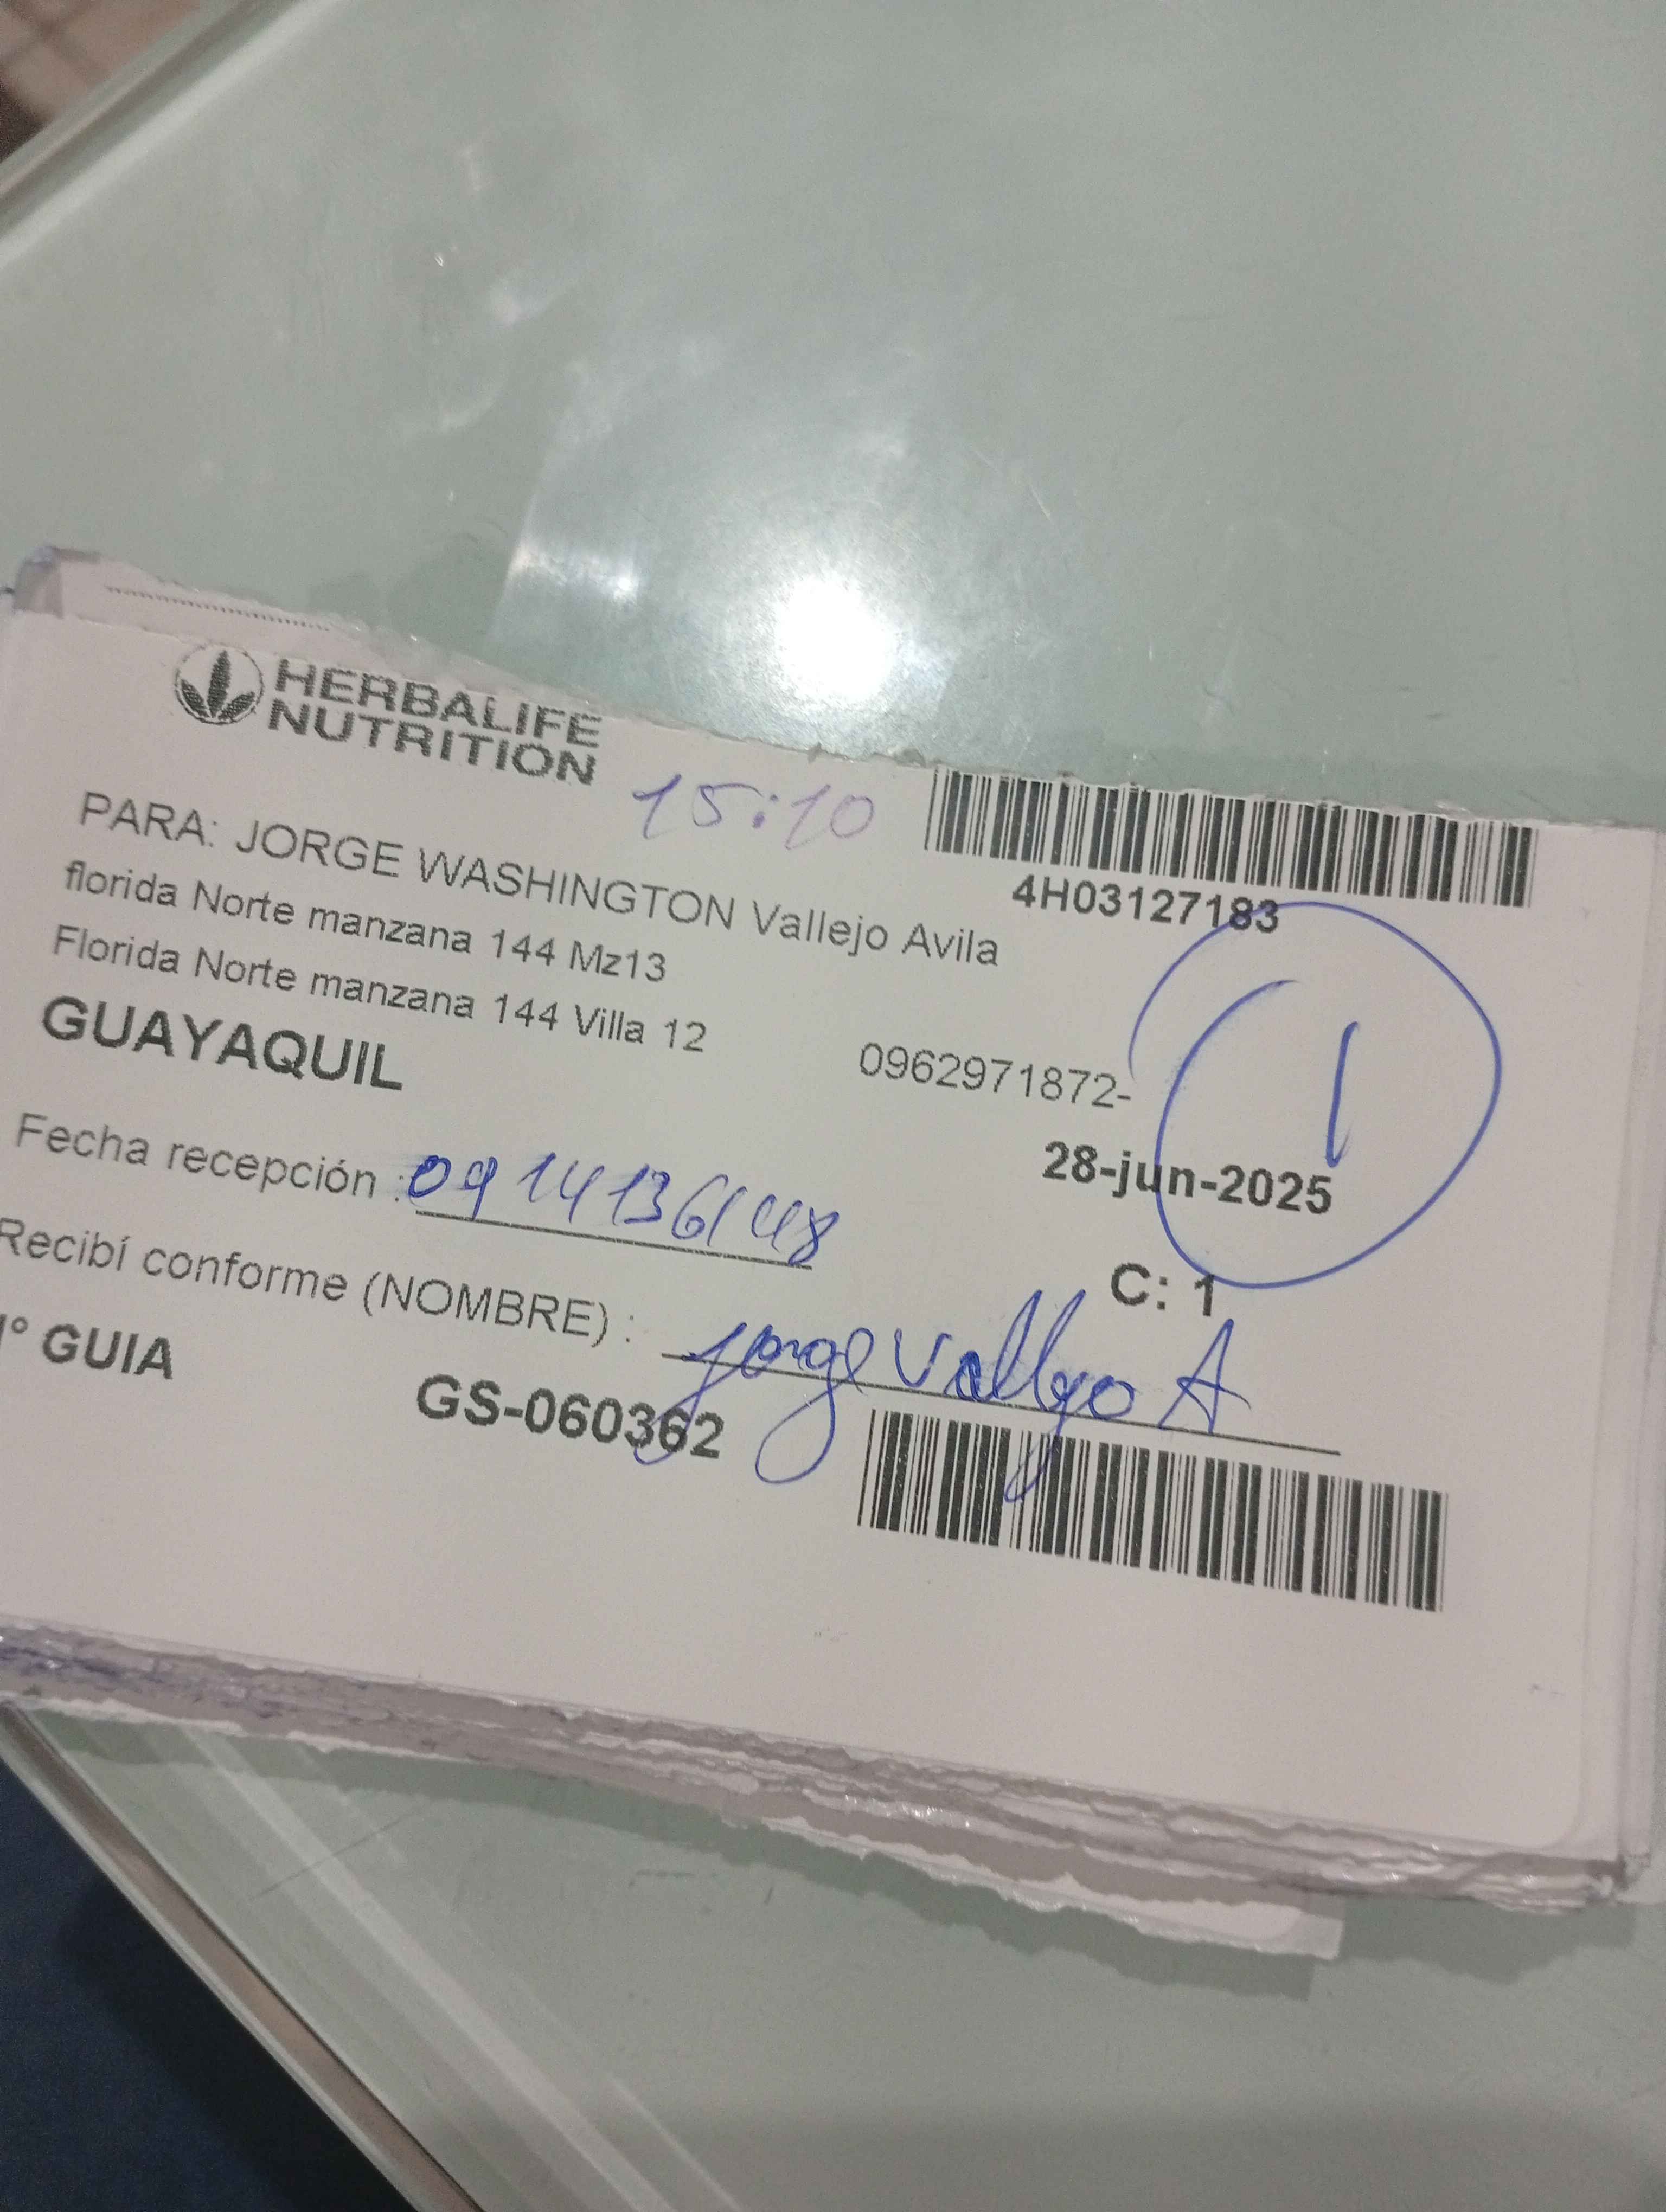 HERBALIFE
NUTRITION
15:10
4H03127183
PARA: JORGE WASHINGTON Vallejo Avila
florida Norte manzana 144 Mz13
Florida Norte manzana 144 Villa 12
GUAYAQUIL
0962971872-
1
28-jun-2025
Fecha recepción :0914136148
C: 1
Recibí conforme (NOMBRE) : Jorge Vallejo A
° GUIA
GS-060362